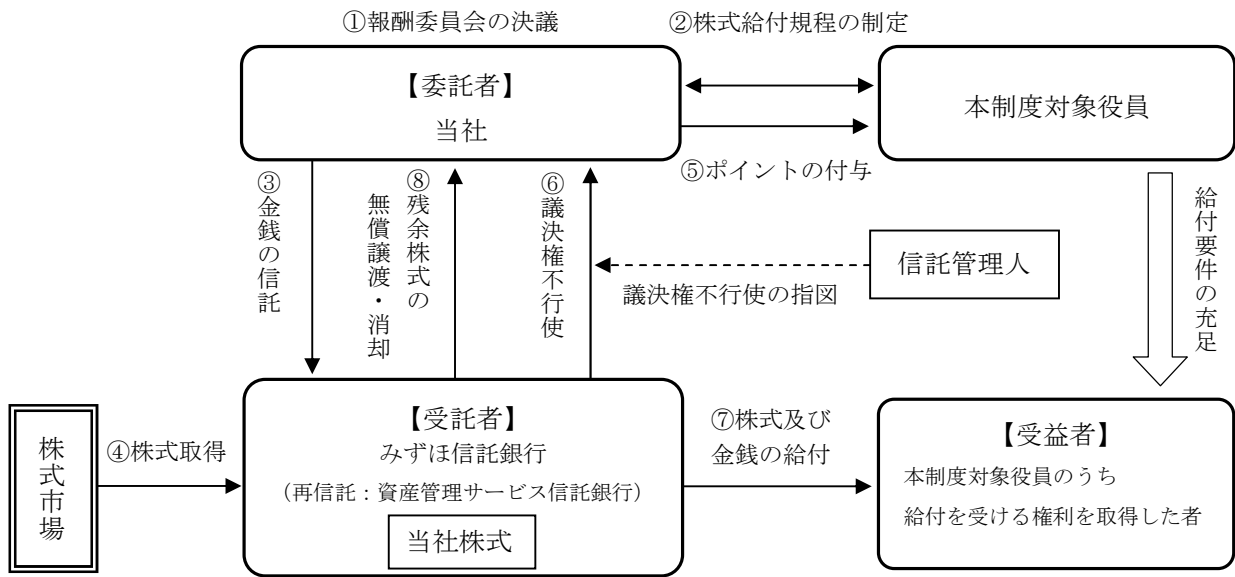 ①報酬委員会の決議
②株式給付規程の制定
【委託者】
当社
本制度対象役員
⑤ポイントの付与
③金銭の信託
⑧残余株式の
無償譲渡・消却
⑥議決権不行使
信託管理人
議決権不行使の指図
給付要件の充足
株式市場
④株式取得
【受託者】
みずほ信託銀行
（再信託：資産管理サービス信託銀行）
当社株式
⑦株式及び
金銭の給付
【受益者】
本制度対象役員のうち
給付を受ける権利を取得した者